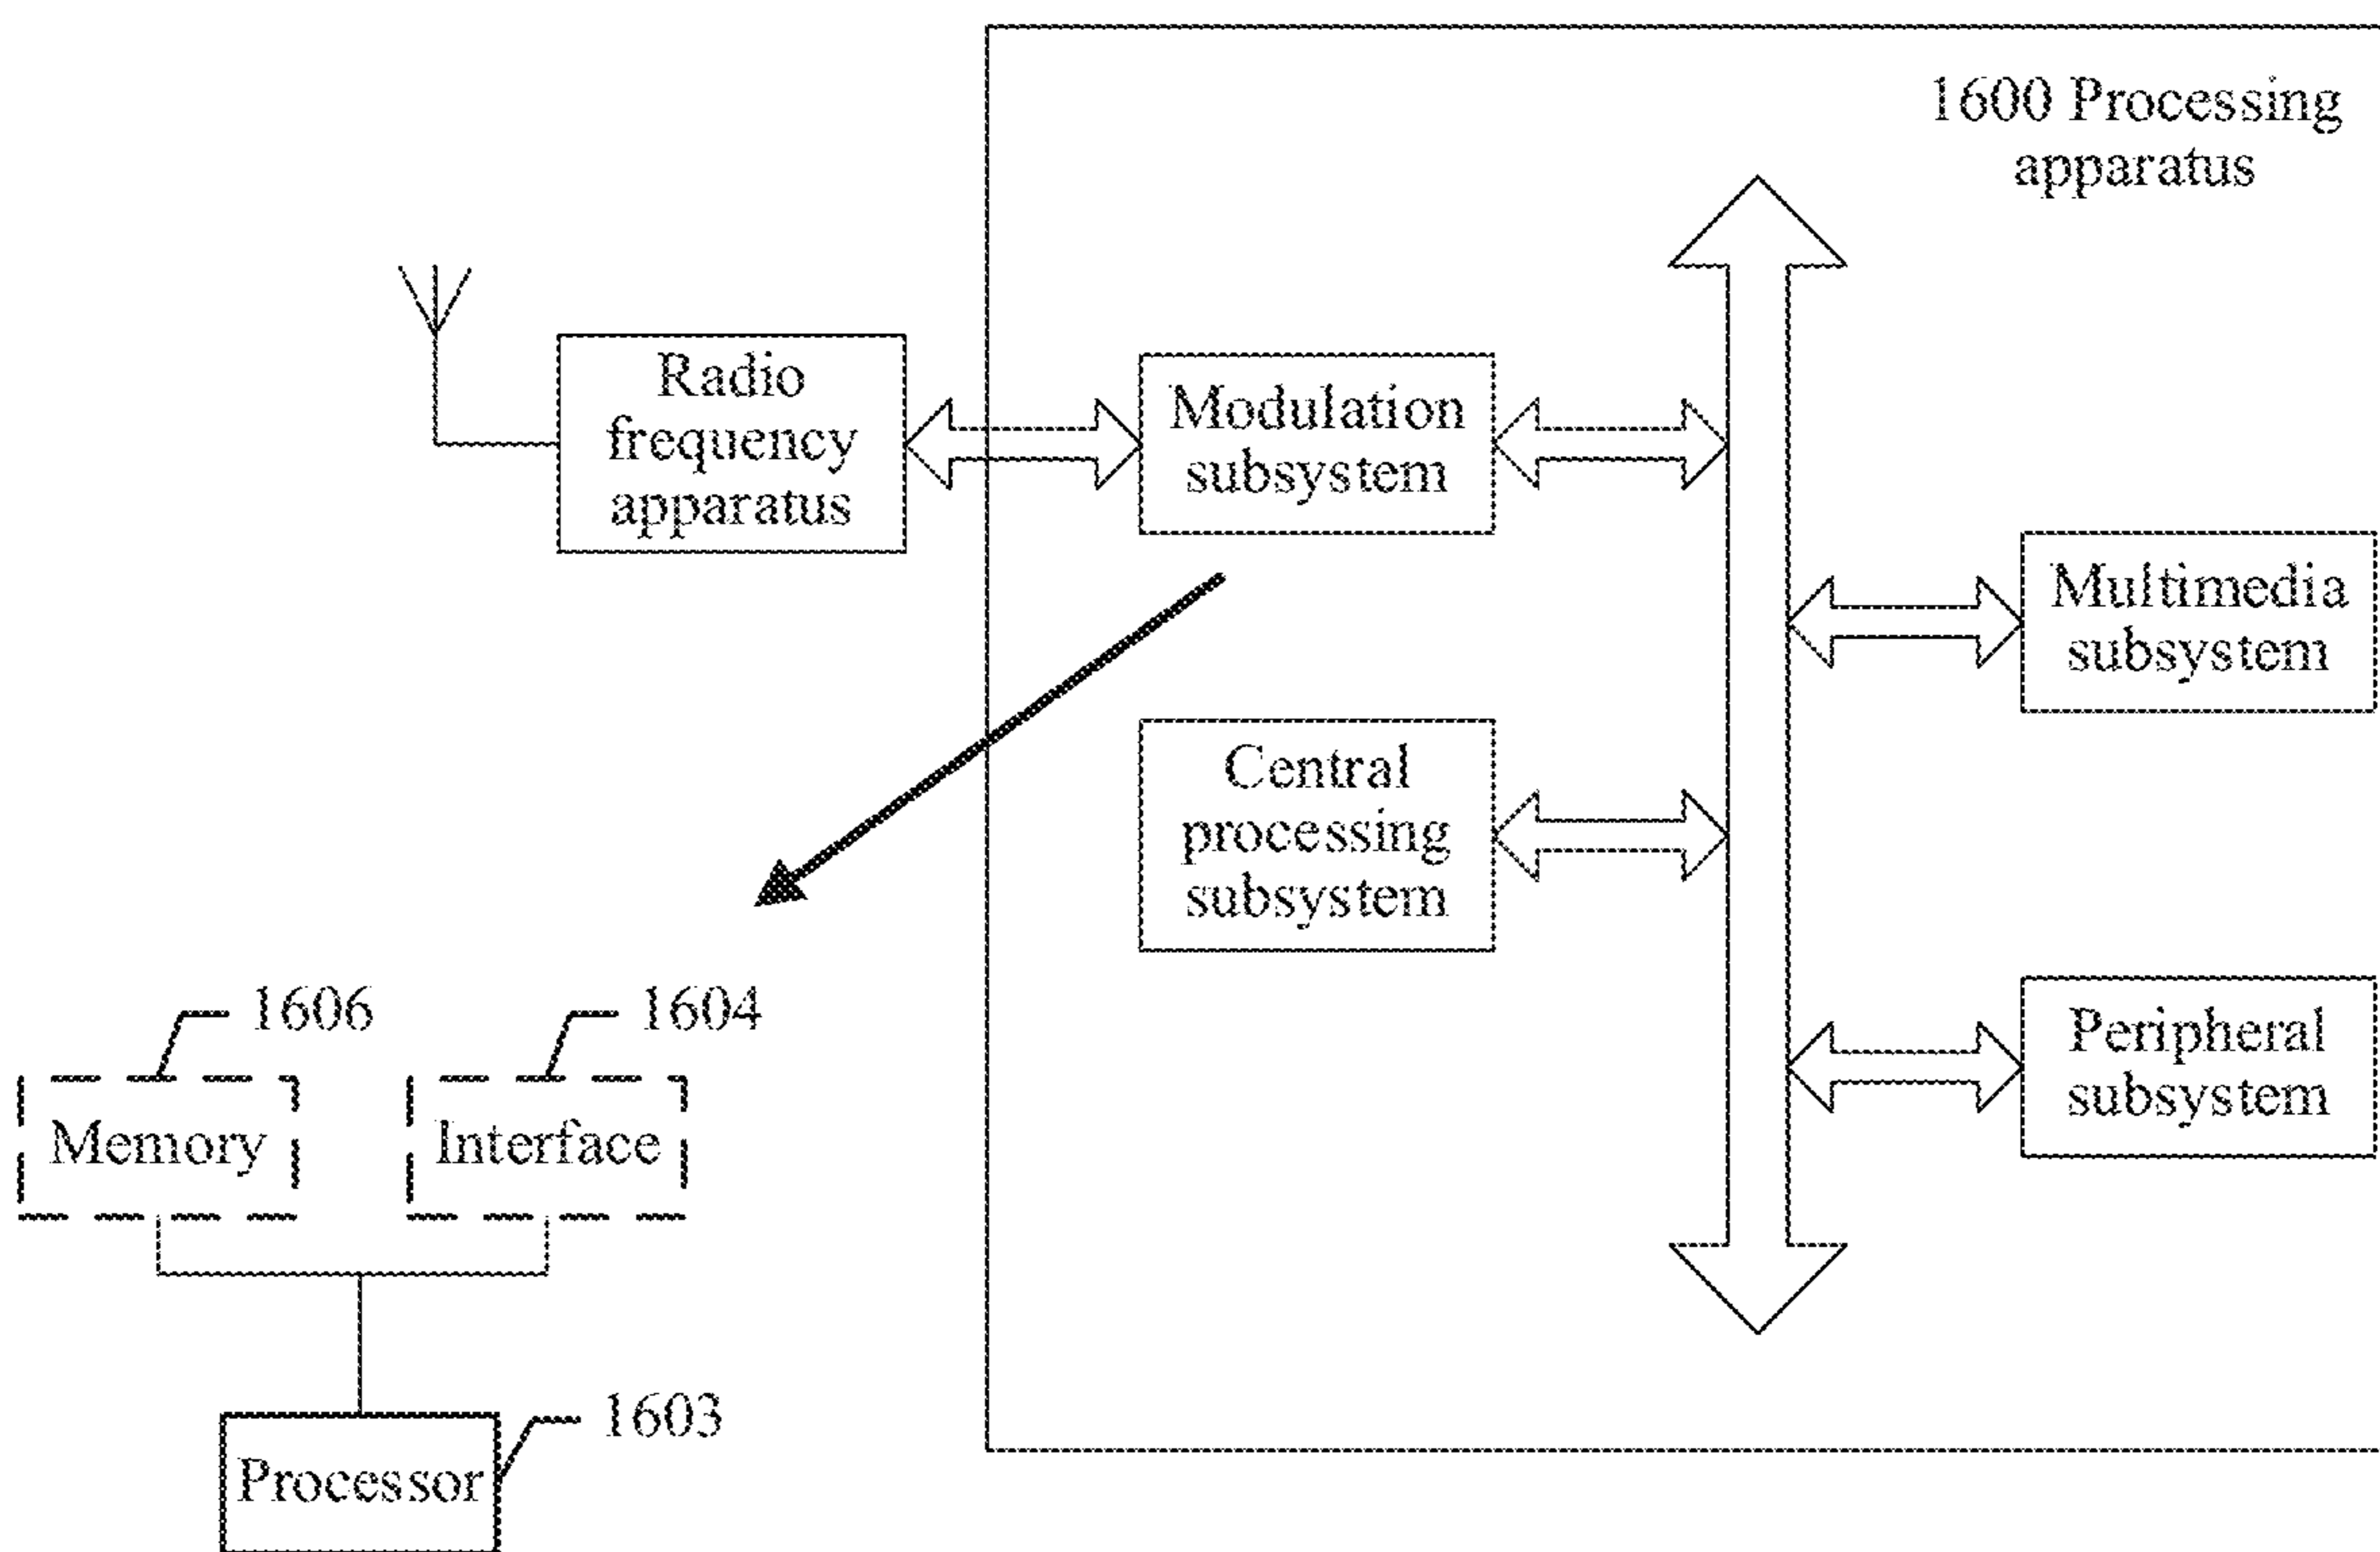 1600 Processing
apparatus
Radio
frequency
apparatus
Modulation
subsystem
Multimedia
subsystem
Central
processing
subsystem
1606
1604
Memory
Interface
Peripheral
subsystem
1603
Processor